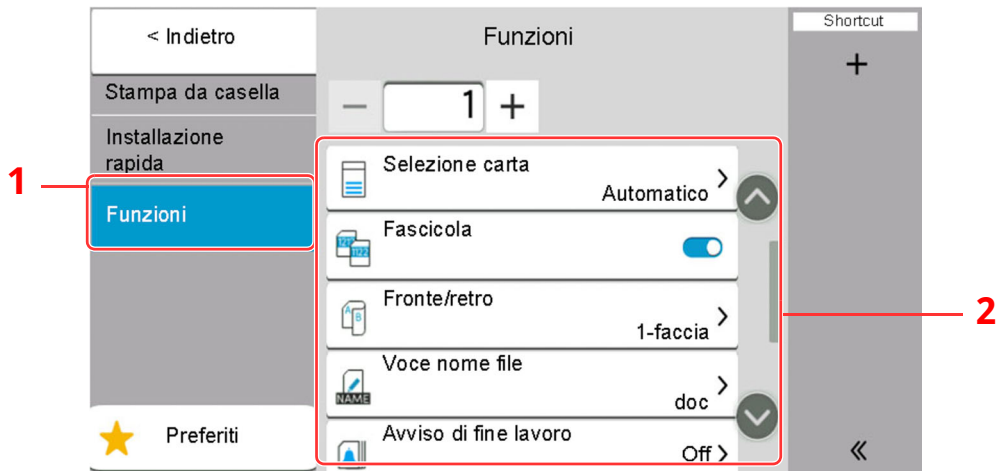 < Indietro
Funzioni
Shortcut
+
Stampa da casella
Installazione
rapida
Funzioni
Preferiti
− 1 +
Selezione carta
Automatico >
Fascicola
Fronte/retro
A B
1-faccia >
Voce nome file
NAME
doc >
Avviso di fine lavoro
Off >
«
1
2